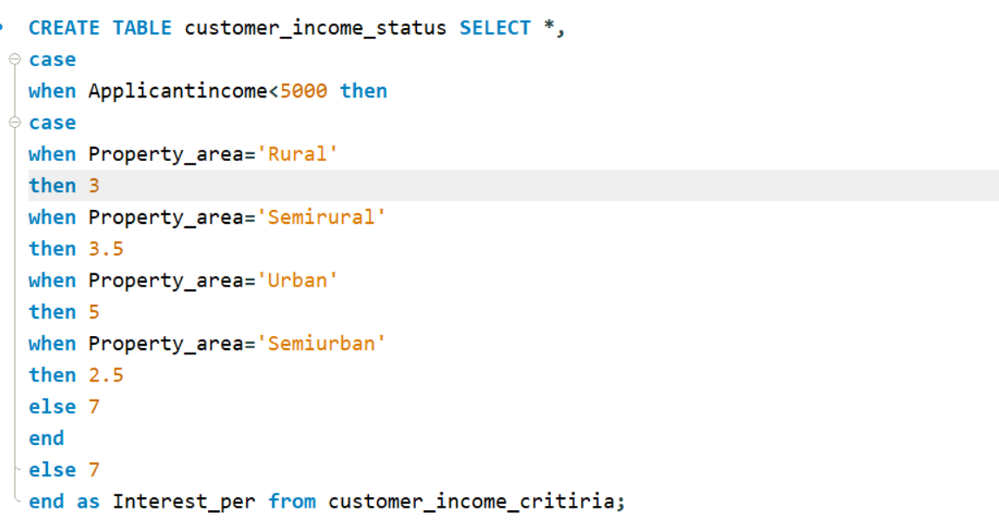 CREATE TABLE customer_income_status SELECT *,
case
when Applicantincome<5000 then
case
when Property_area='Rural'
then 3
when Property_area='Semirural'
then 3.5
when Property_area='Urban'
then 5
when Property_area='Semiurban'
then 2.5
else 7
end
else 7
end as Interest_per from customer_income_critiria;